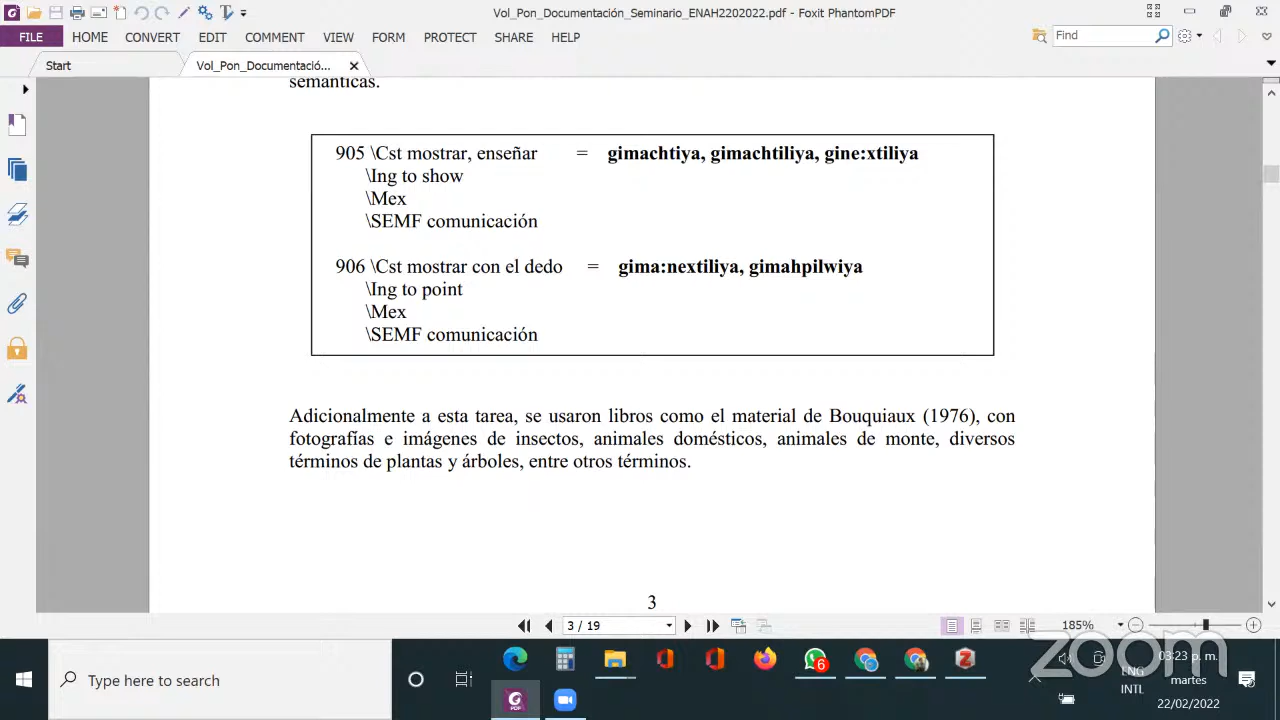 Vol_Pon_Documentación_Seminario_ENAH2202022.pdf - Foxit PhantomPDF
FILE HOME CONVERT EDIT COMMENT VIEW FORM PROTECT SHARE HELP Find
Start Vol_Pon_Documentació...
semánticas.
905 \Cst mostrar, enseñar = gimachtiya, gimachtiliya, gine:xtiliya
\Ing to show
\Mex
\SEMF comunicación
906 \Cst mostrar con el dedo = gima:nextiliya, gimahpilwiya
\Ing to point
\Mex
\SEMF comunicación
Adicionalmente a esta tarea, se usaron libros como el material de Bouquiaux (1976), con
fotografías e imágenes de insectos, animales domésticos, animales de monte, diversos
términos de plantas y árboles, entre otros términos.
3
3 / 19 185%
zoom
Type here to search
6
PDF
ENG
INTL
03:23 p. m.
martes
22/02/2022